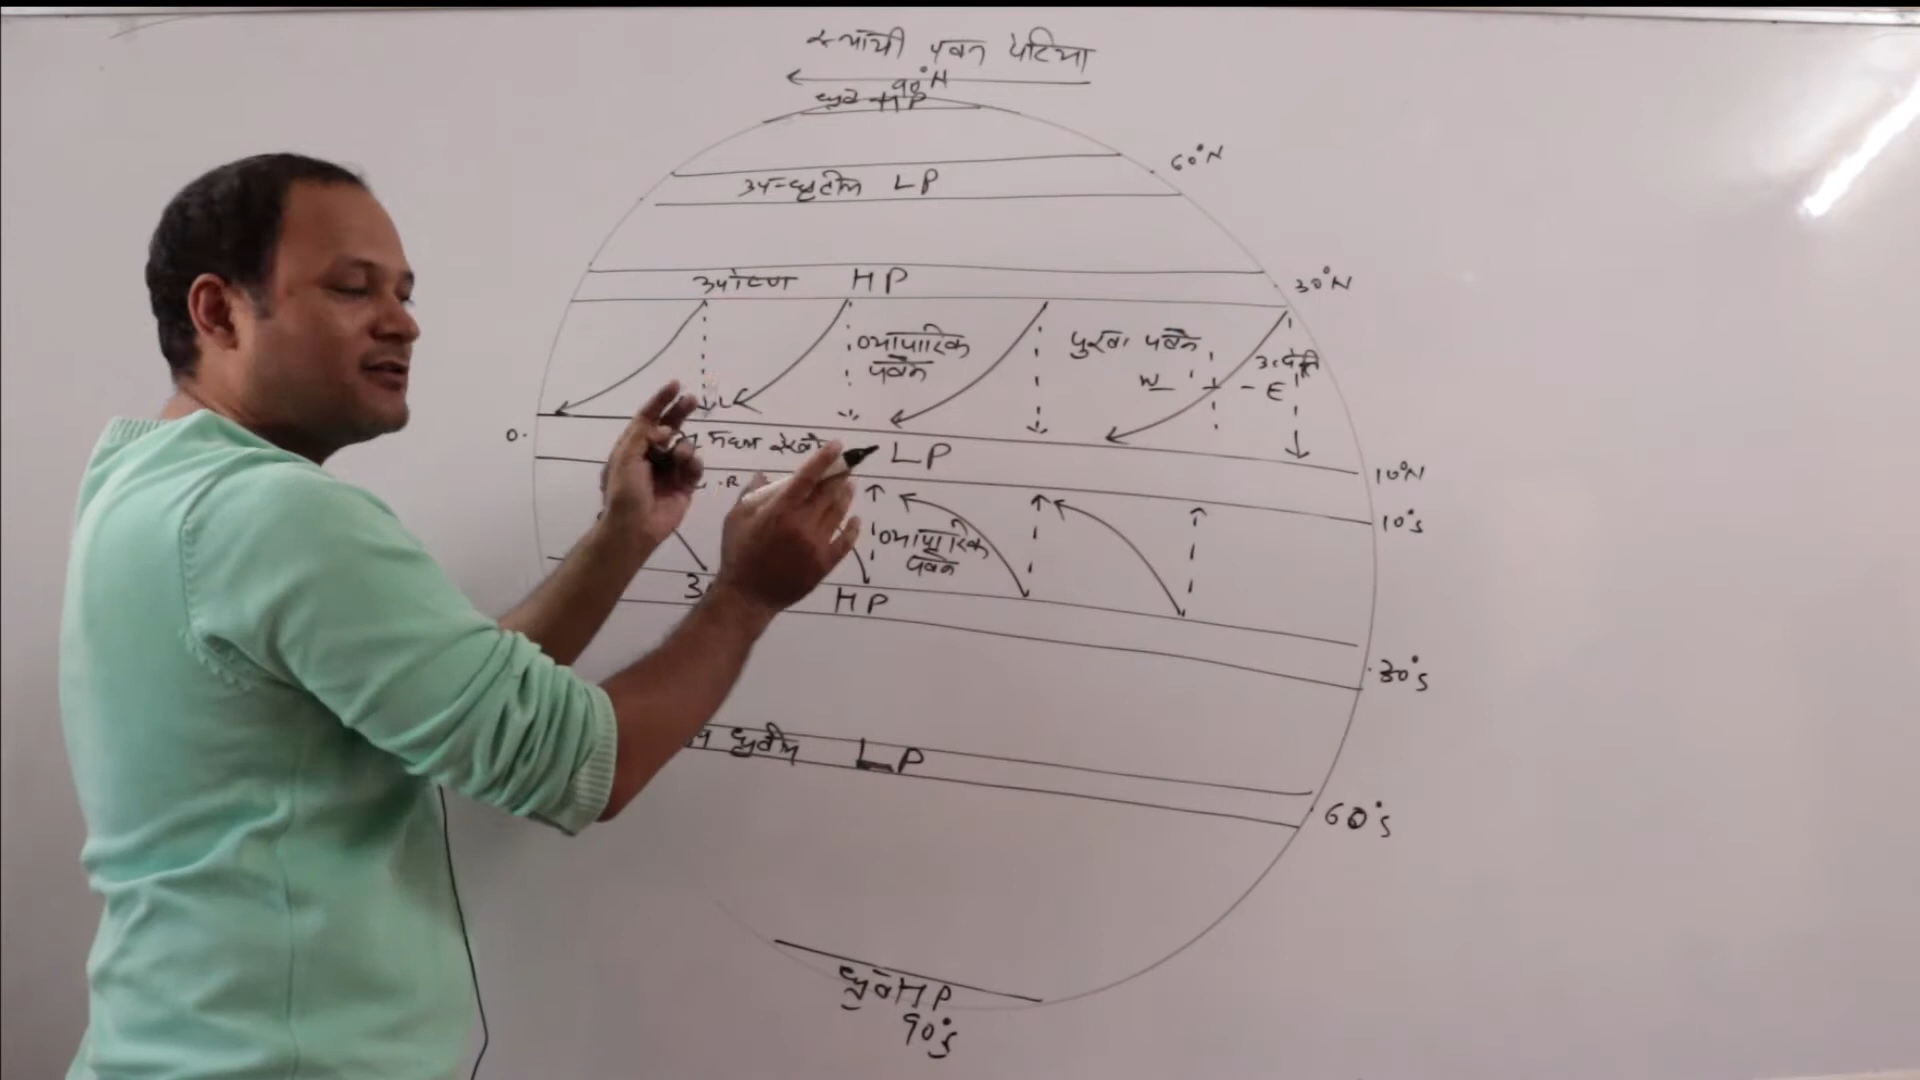 स्थायी पवन पेटिया
90°N
ध्रुव HP
60°N
उप-ध्रुवीय LP
उपोष्ण HP
30°N
व्यापारिक
पवन
पुरवा पवन
W - E
0°
मध्य रेखीय LP
10°N
10°S
व्यापारिक
पवन
HP
30°S
ध्रुवीय LP
60°S
ध्रुव HP
90°S